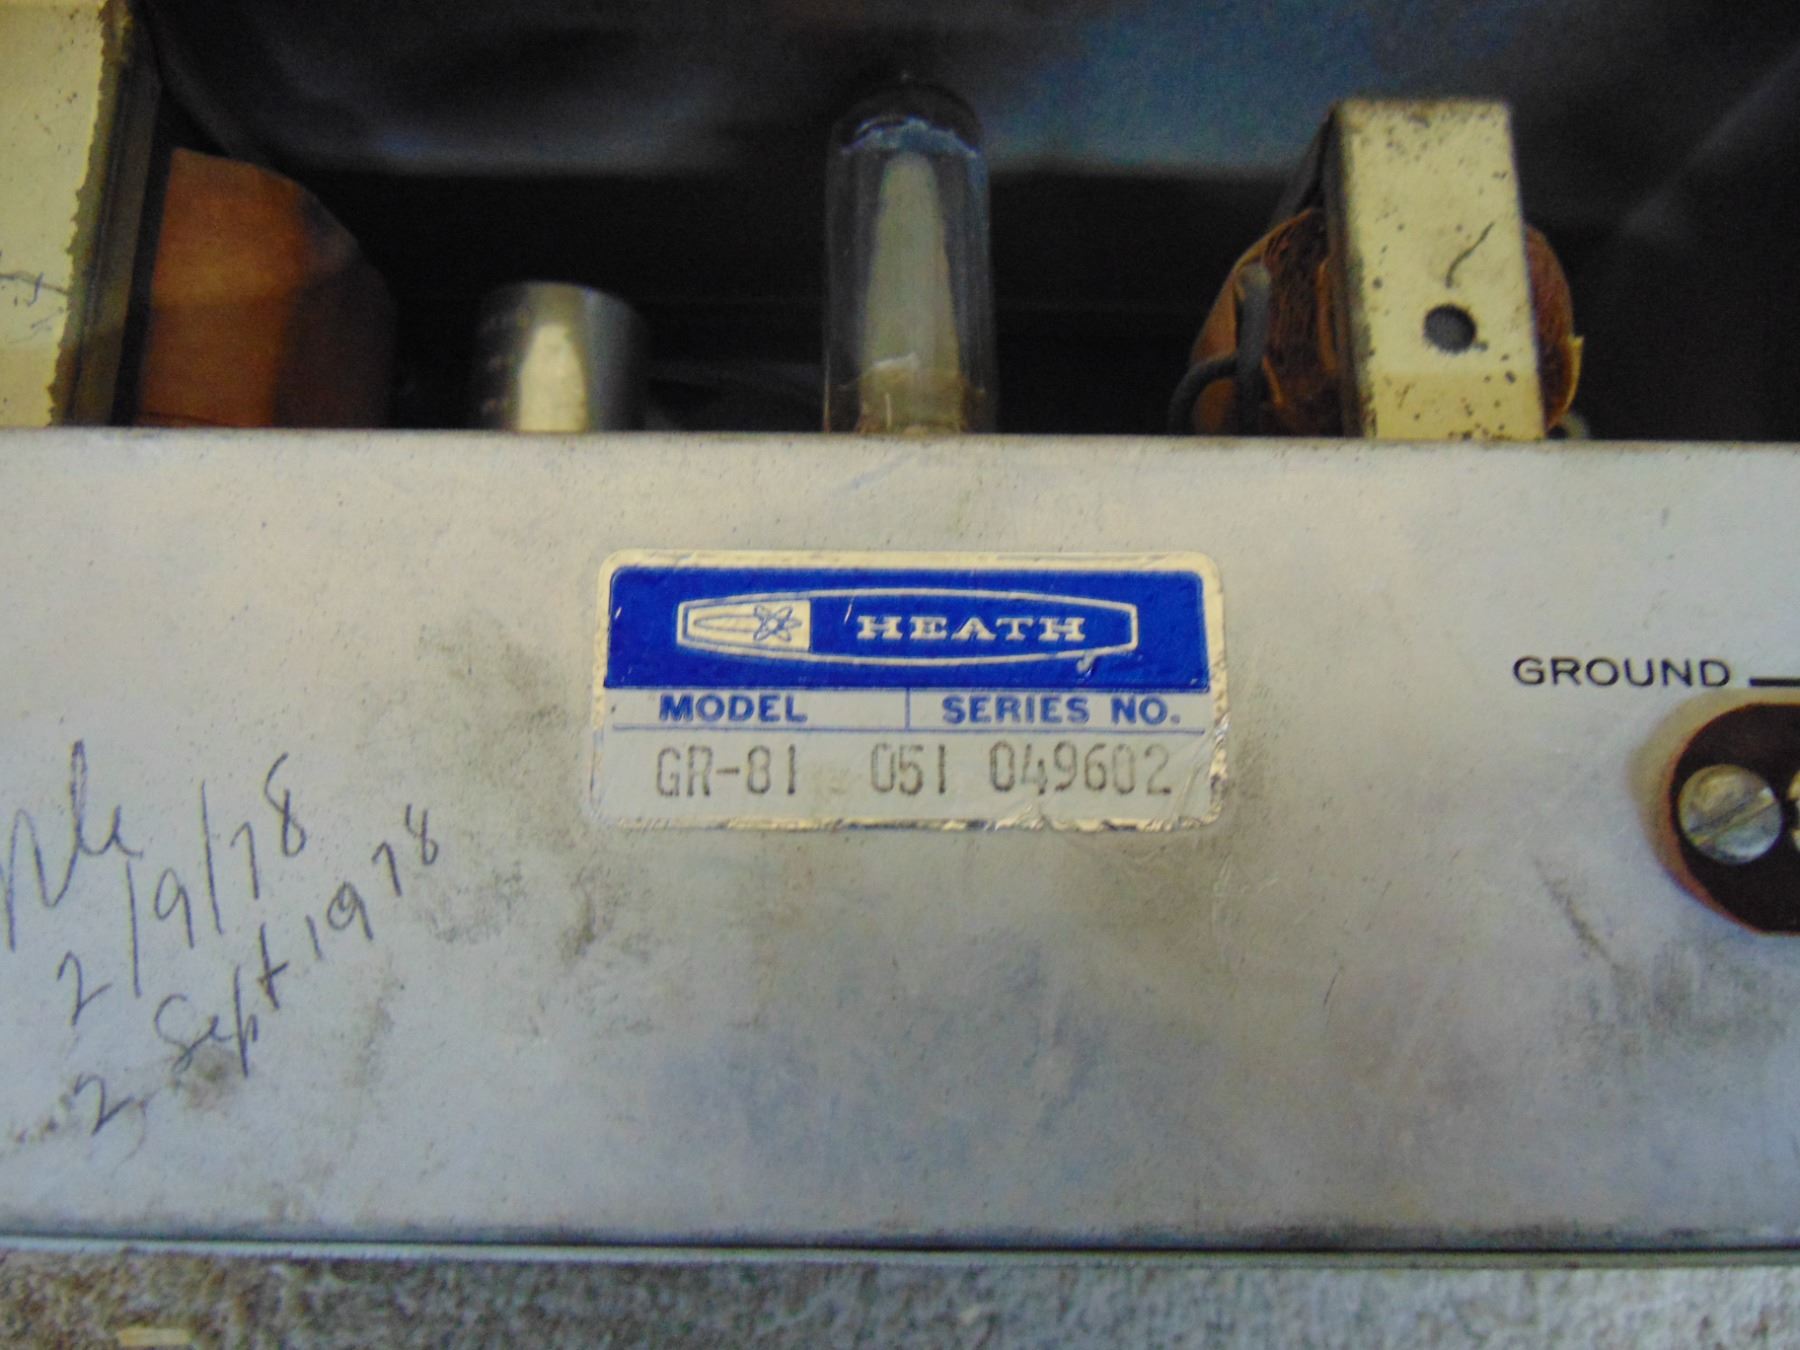 HEATH
MODEL SERIES NO.
GR-81 051 049602
GROUND
2/9/78
2 Sept 1978